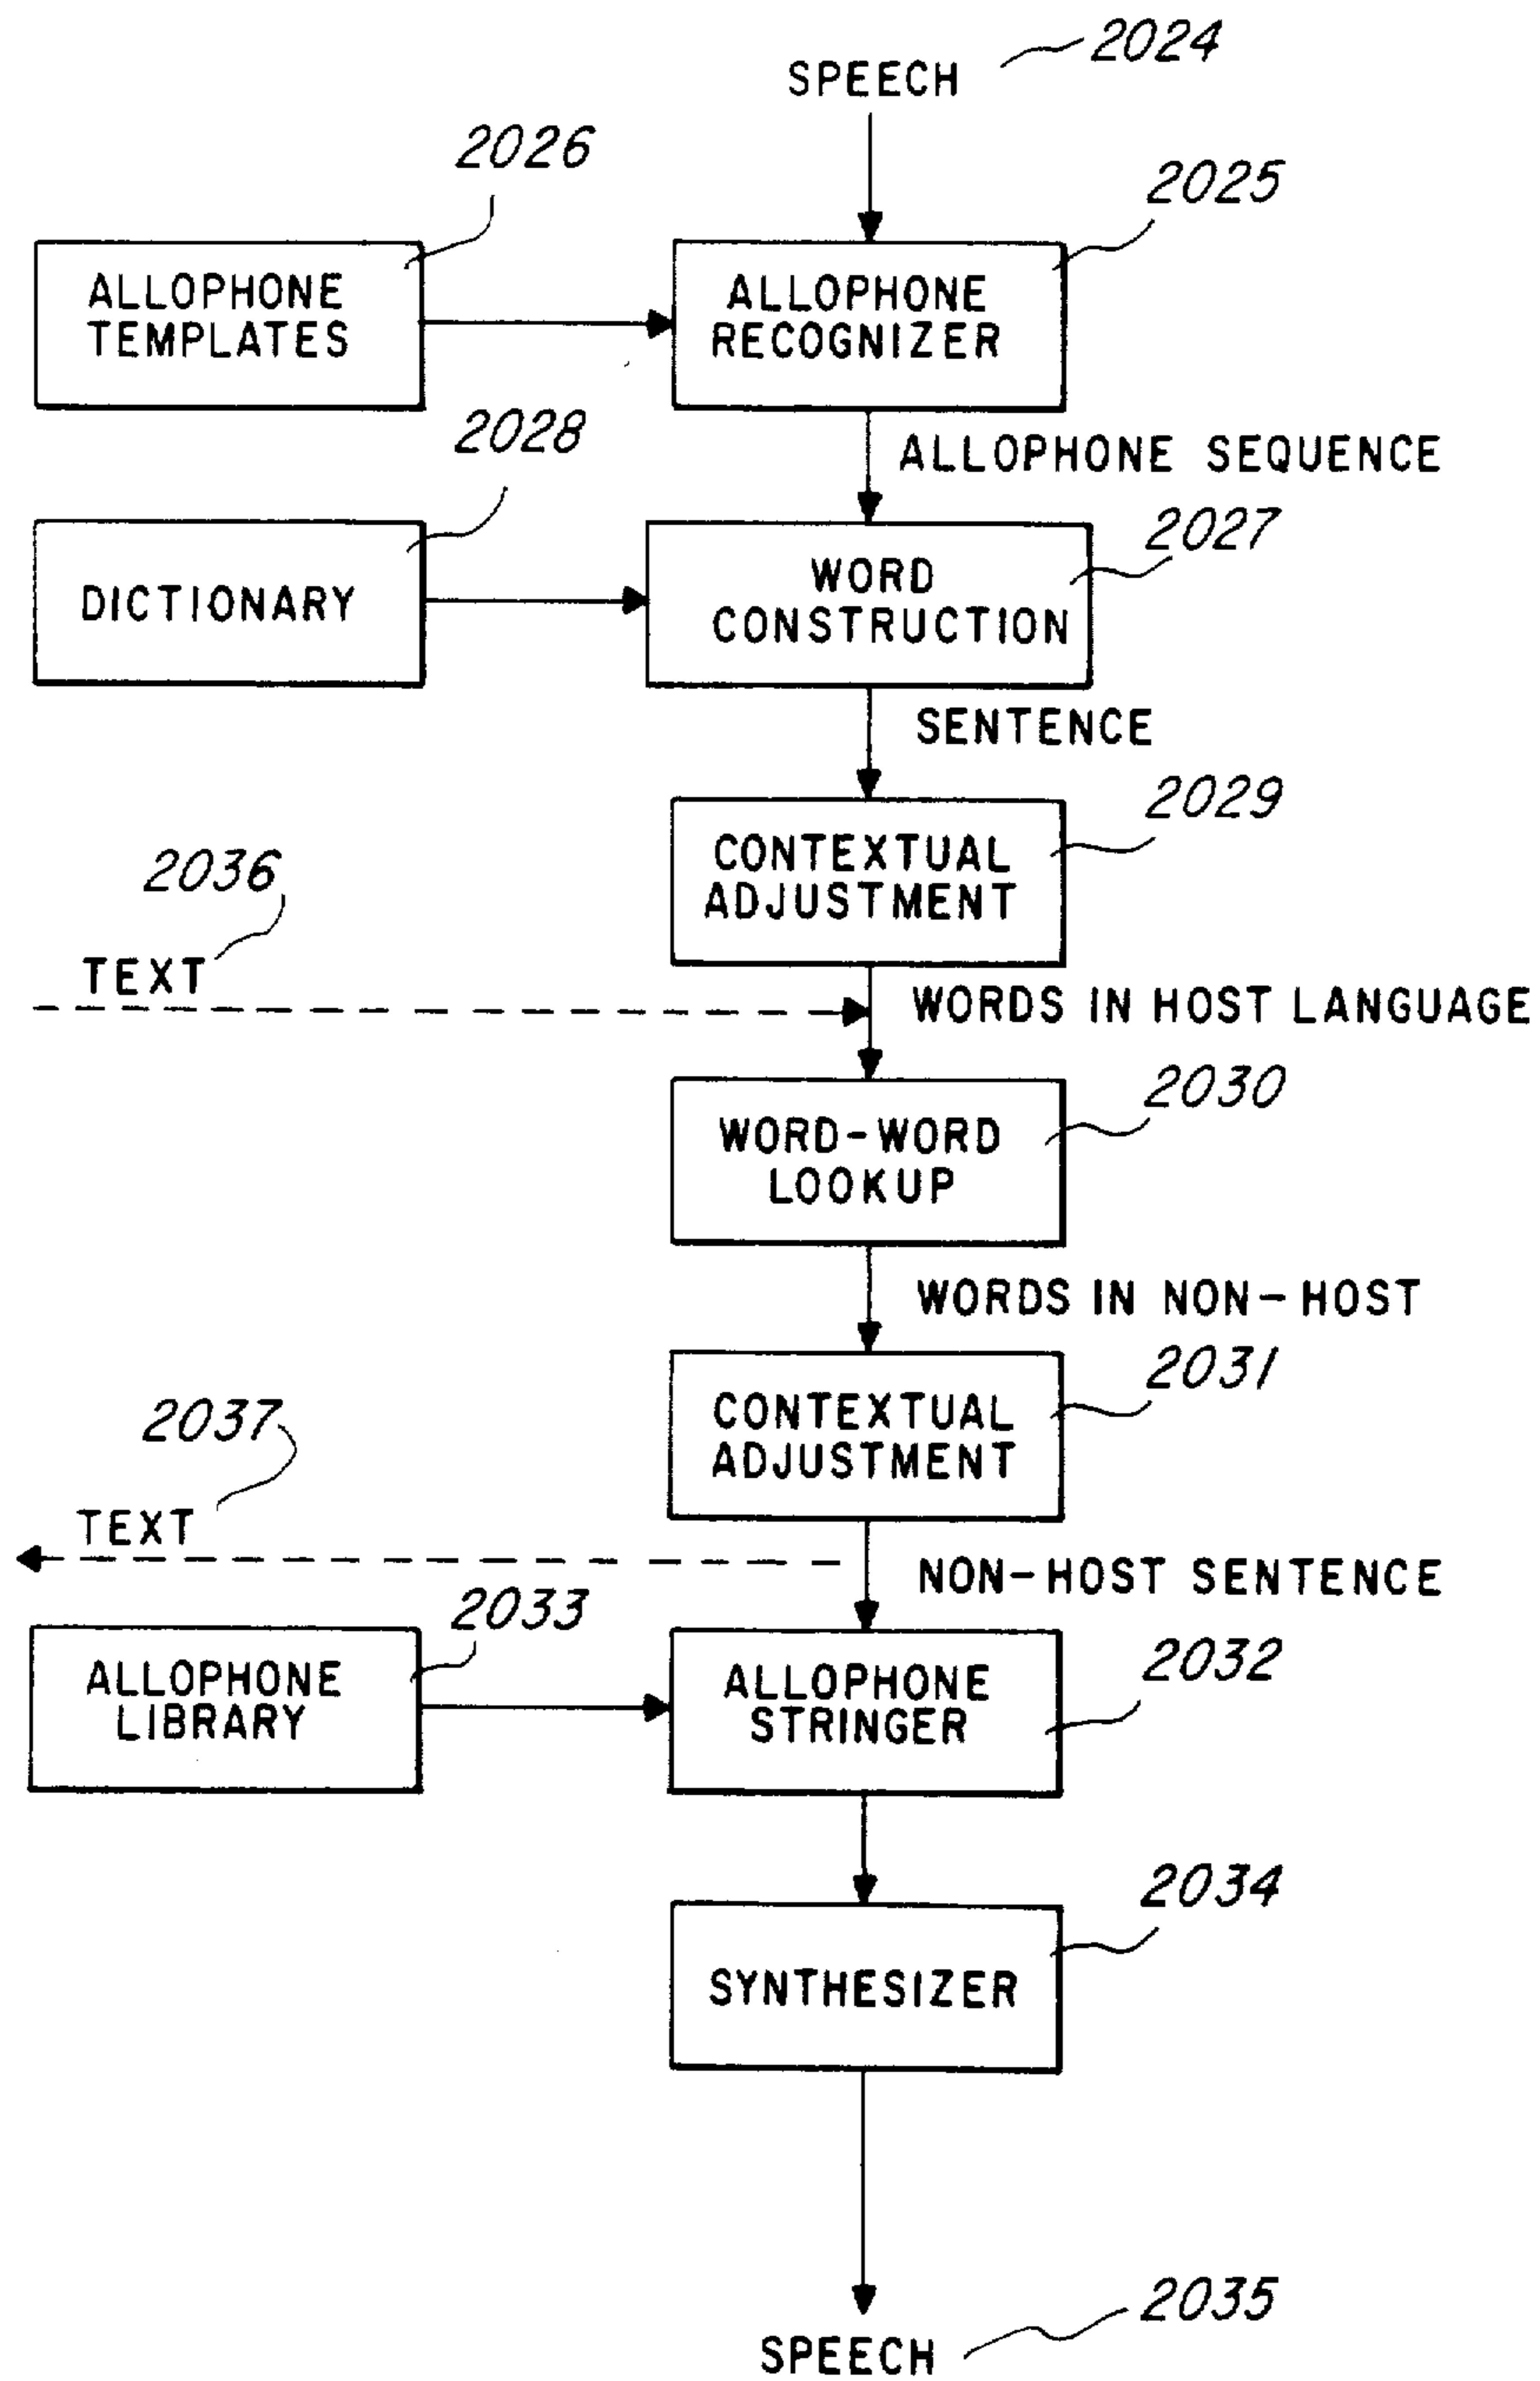 2024
SPEECH
2026
2025
ALLOPHONE
TEMPLATES
ALLOPHONE
RECOGNIZER
2028
ALLOPHONE SEQUENCE
2027
DICTIONARY
WORD
CONSTRUCTION
SENTENCE
2029
CONTEXTUAL
ADJUSTMENT
2036
TEXT
WORDS IN HOST LANGUAGE
2030
WORD-WORD
LOOKUP
WORDS IN NON-HOST
2031
CONTEXTUAL
ADJUSTMENT
2037
TEXT
NON-HOST SENTENCE
2033
2032
ALLOPHONE
LIBRARY
ALLOPHONE
STRINGER
2034
SYNTHESIZER
2035
SPEECH